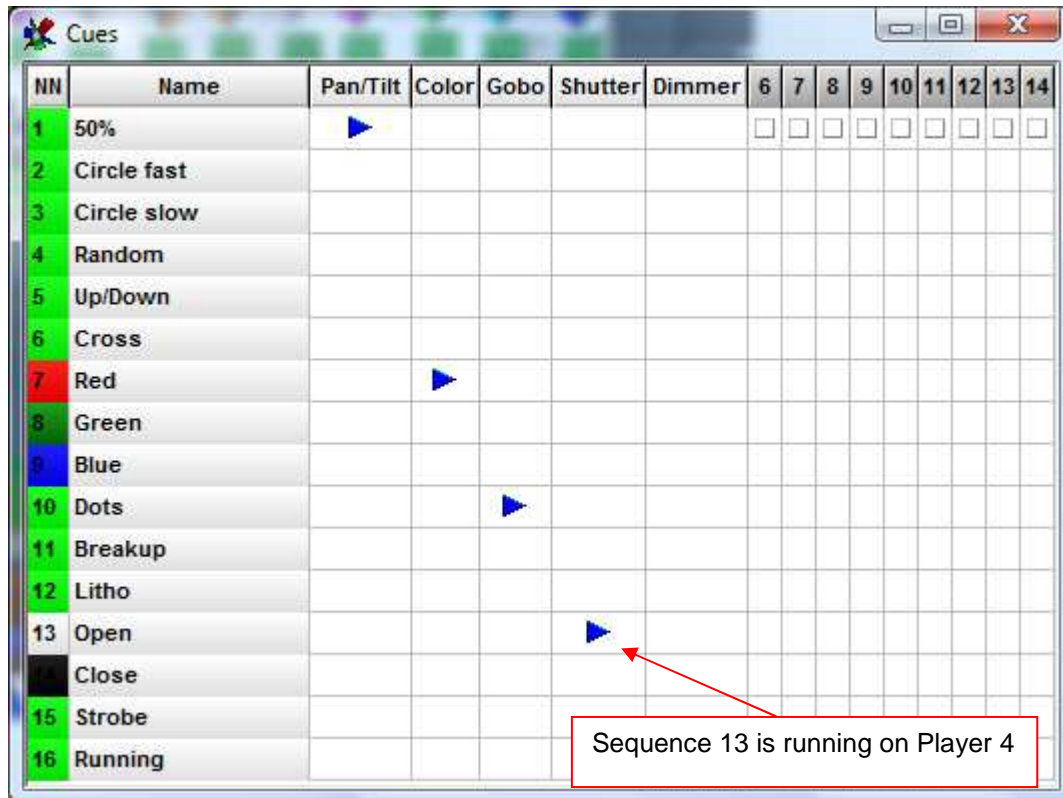 Cues
NN Name Pan/Tilt Color Gobo Shutter Dimmer 6 7 8 9 10 11 12 13 14
1 50%
2 Circle fast
3 Circle slow
4 Random
5 Up/Down
6 Cross
7 Red
8 Green
9 Blue
10 Dots
11 Breakup
12 Litho
13 Open
14 Close
15 Strobe
16 Running
Sequence 13 is running on Player 4